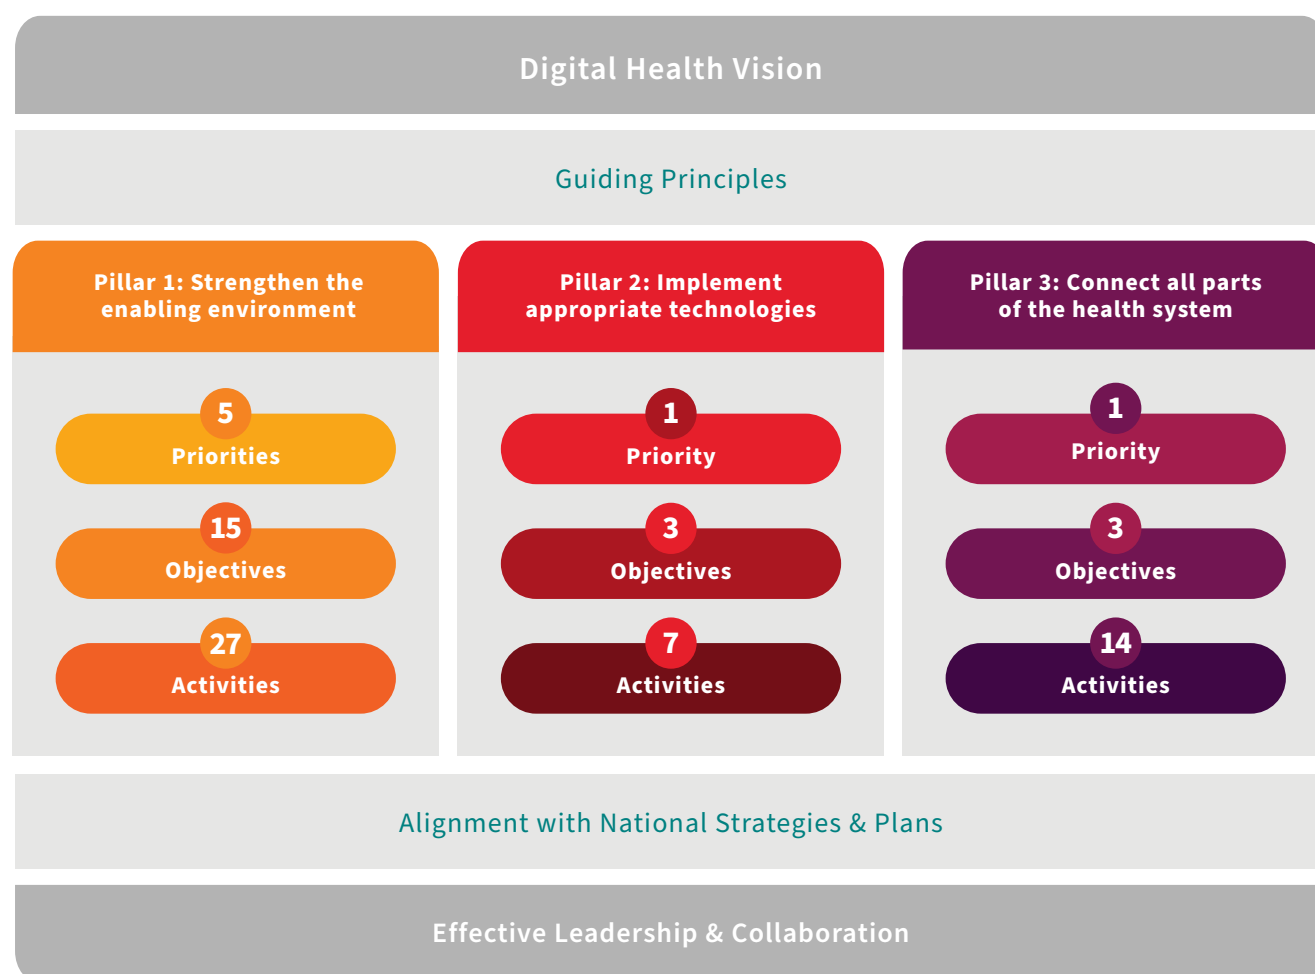 Digital Health Vision
Guiding Principles
Pillar 1: Strengthen the
enabling environment
5
Priorities
15
Objectives
27
Activities
Pillar 2: Implement
appropriate technologies
1
Priority
3
Objectives
7
Activities
Pillar 3: Connect all parts
of the health system
1
Priority
3
Objectives
14
Activities
Alignment with National Strategies & Plans
Effective Leadership & Collaboration